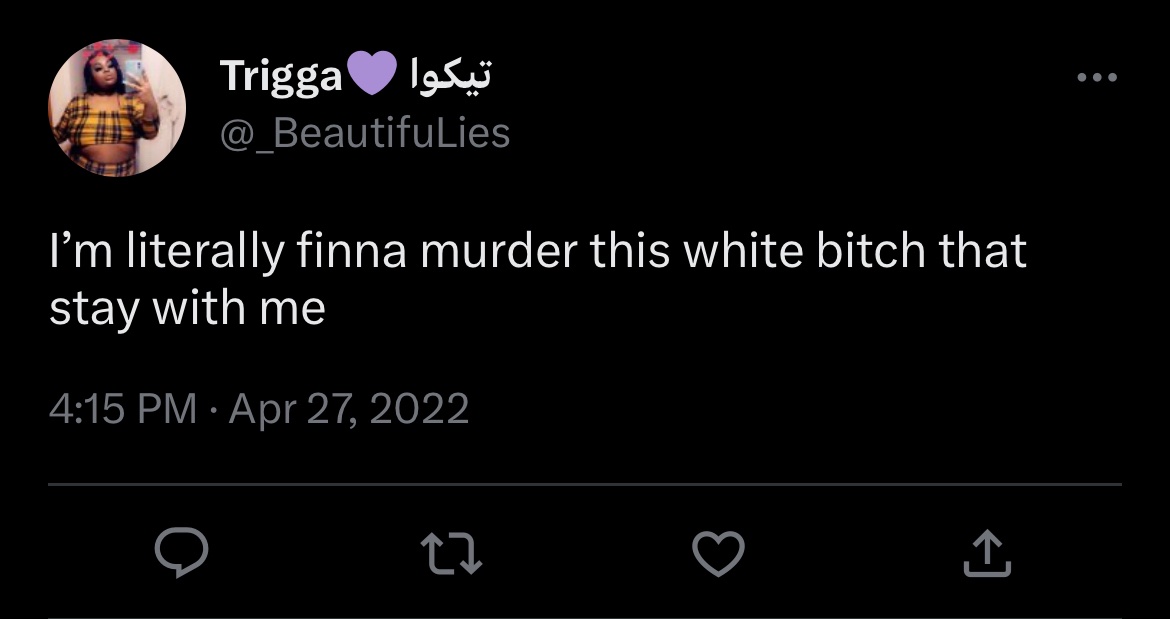 Trigga💜 تيكوا
@_BeautifuLies
I’m literally finna murder this white bitch that
stay with me
4:15 PM · Apr 27, 2022